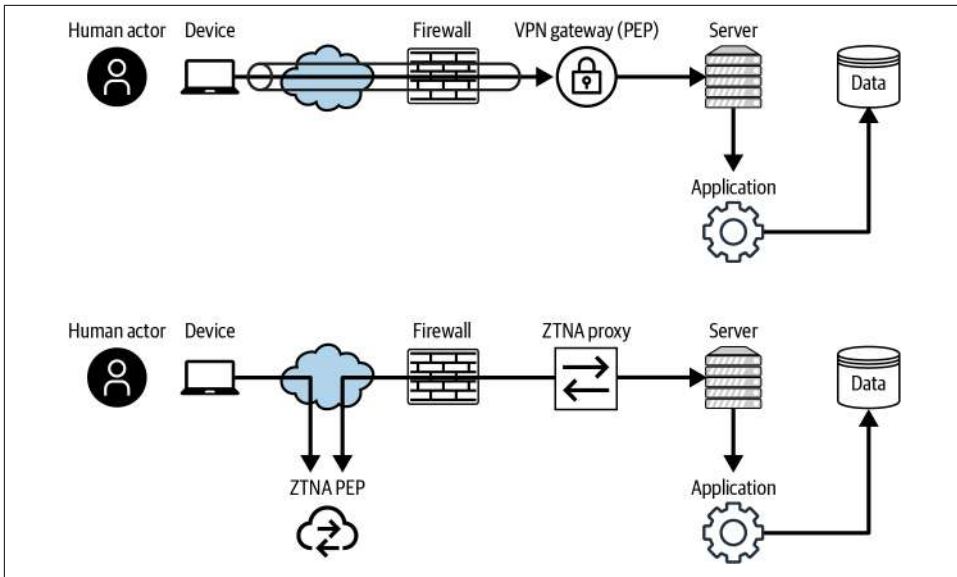 Human actor Device Firewall VPN gateway (PEP) Server
Data
Application
Human actor Device Firewall ZTNA proxy Server
Data
ZTNA PEP Application